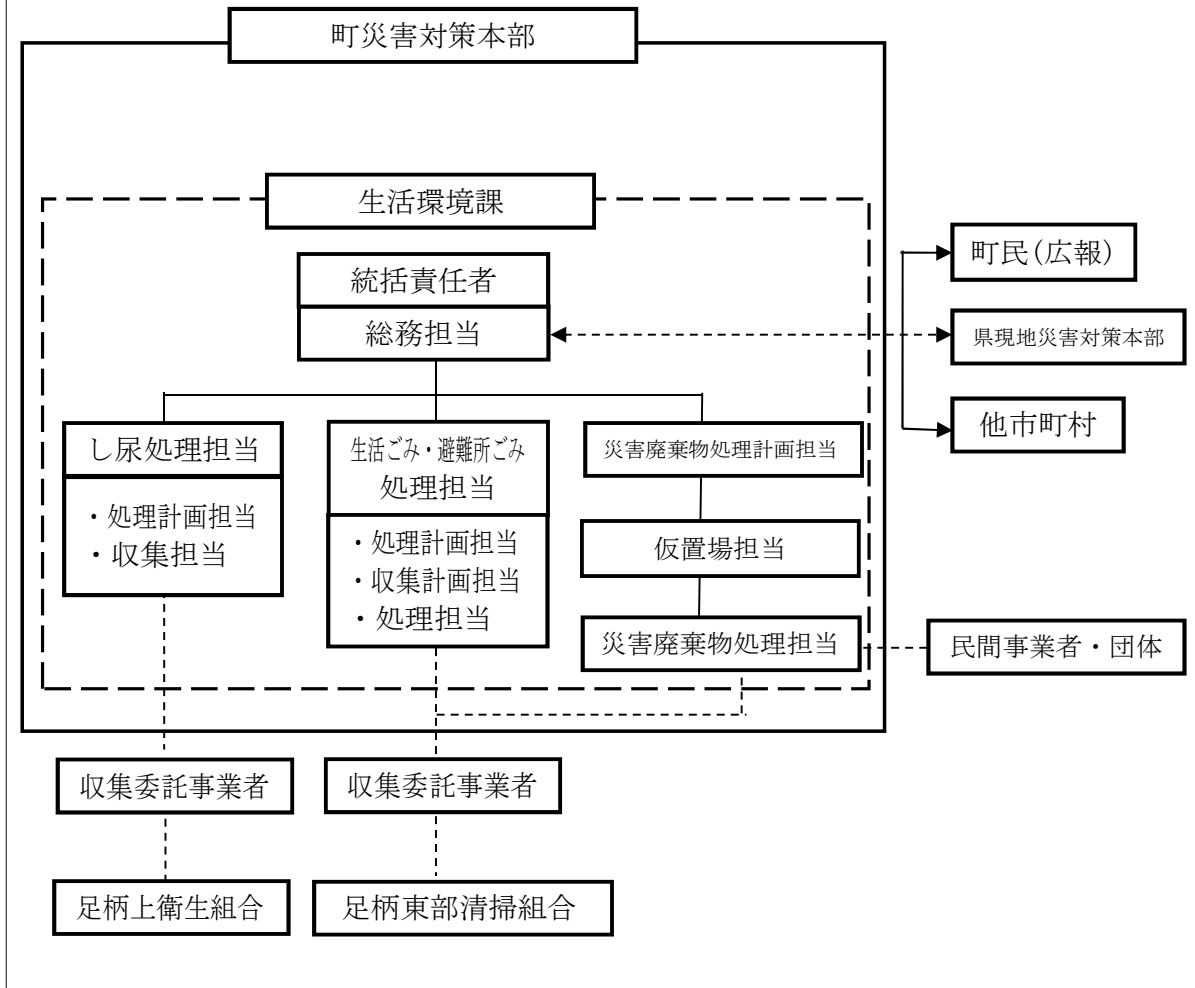 町災害対策本部
生活環境課
統括責任者
総務担当
町民(広報)
県現地災害対策本部
他市町村
し尿処理担当
・処理計画担当
・収集担当
生活ごみ・避難所ごみ
処理担当
・処理計画担当
・収集計画担当
・処理担当
災害廃棄物処理計画担当
仮置場担当
災害廃棄物処理担当
民間事業者・団体
収集委託事業者
収集委託事業者
足柄上衛生組合
足柄東部清掃組合